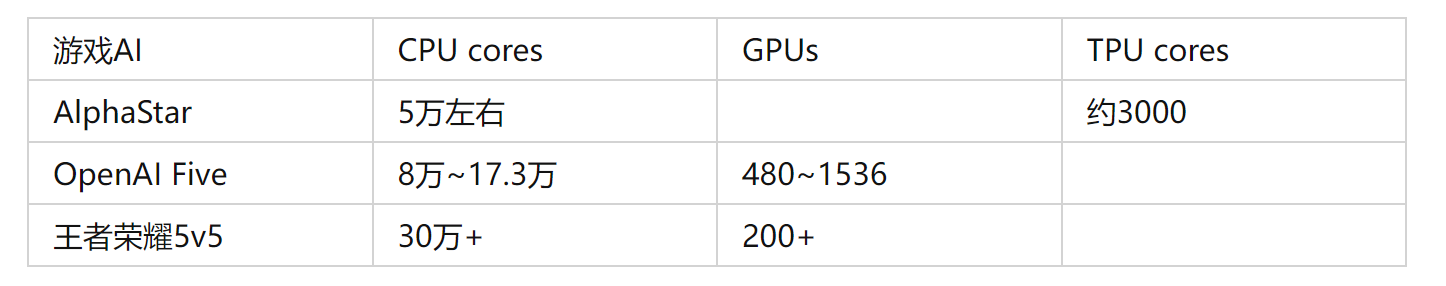 游戏AI CPU cores GPUs TPU cores
AlphaStar 5万左右 约3000
OpenAI Five 8万~17.3万 480~1536
王者荣耀5v5 30万+ 200+